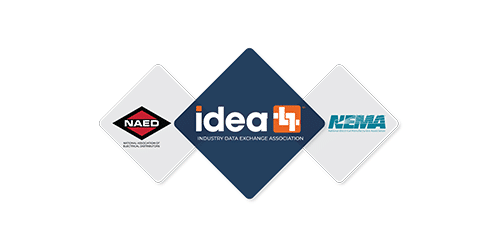 NAED
NATIONAL ASSOCIATION OF
ELECTRICAL DISTRIBUTORS
idea
INDUSTRY DATA EXCHANGE ASSOCIATION
NEMA